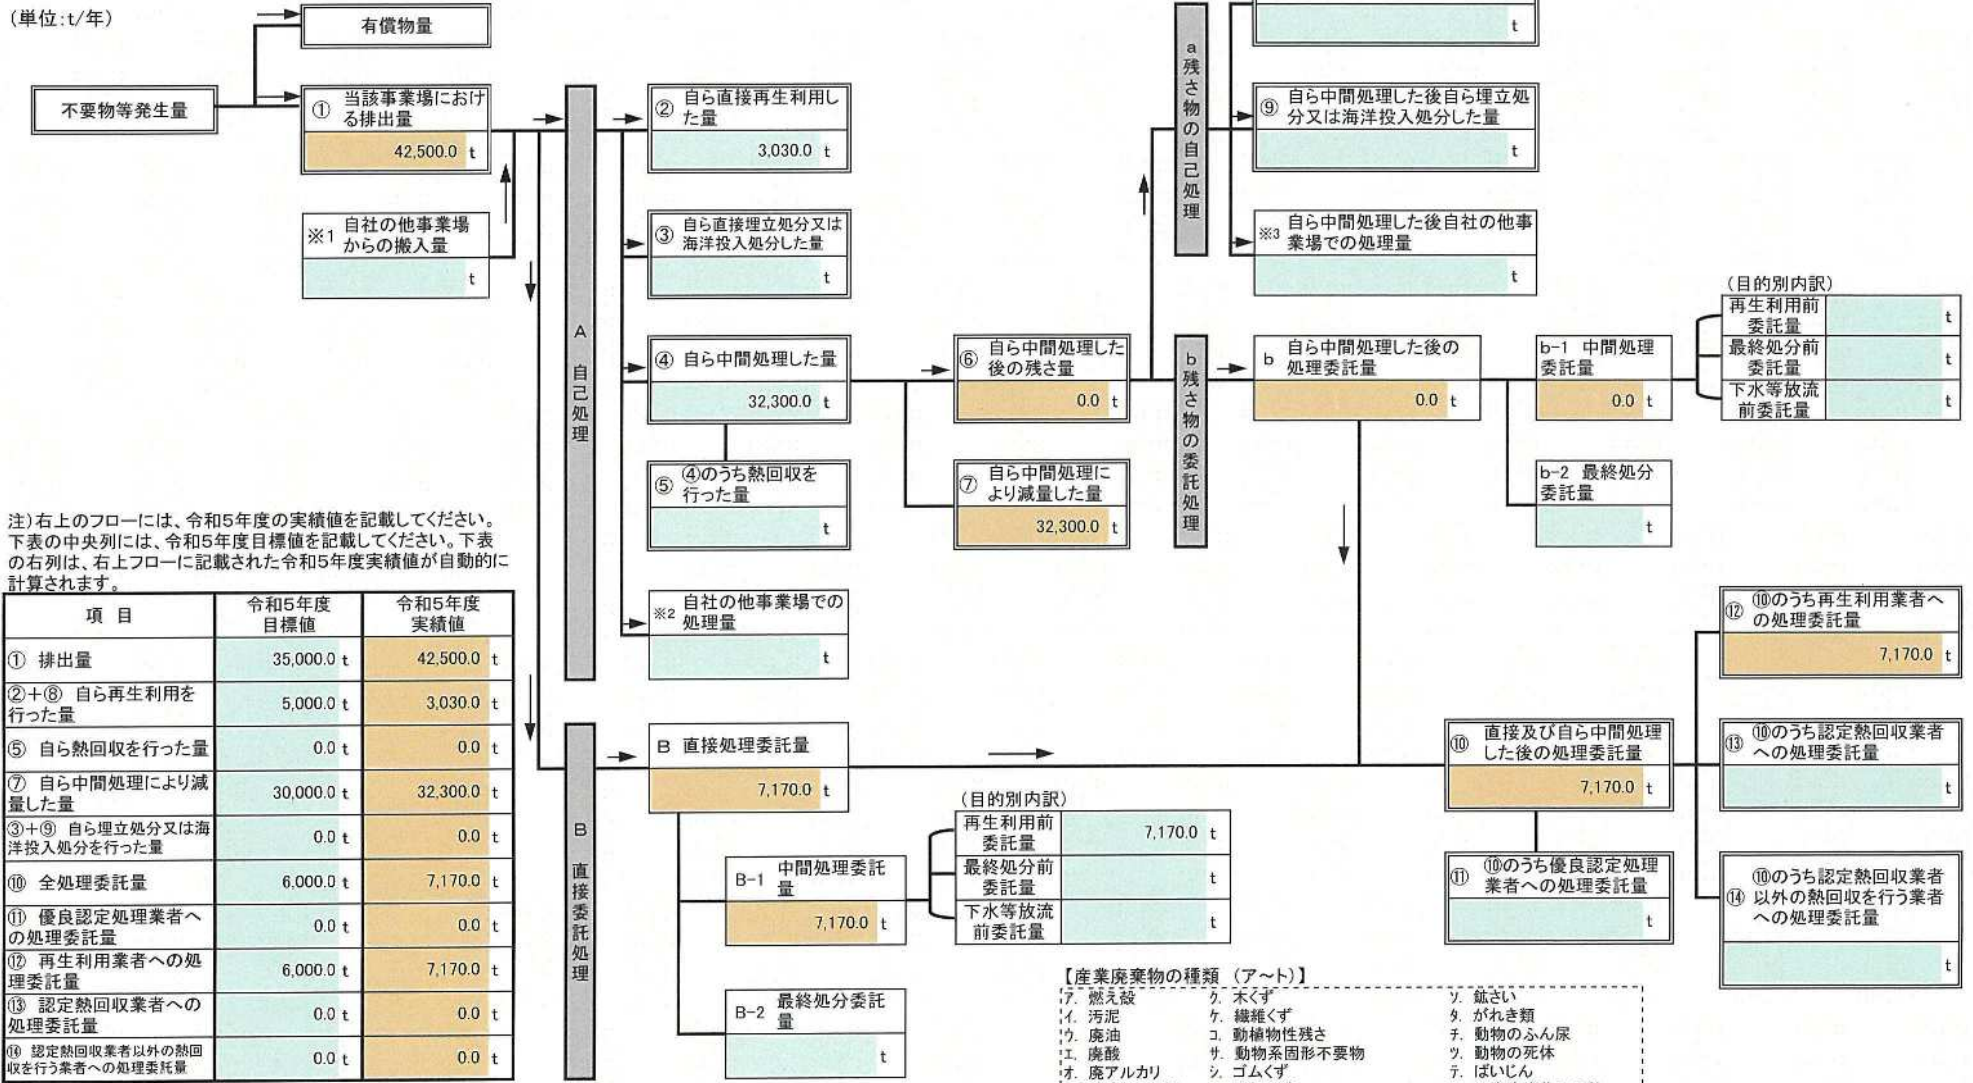 (単位:t/年)
有償物量
不要物等発生量
① 当該事業場におけ
る排出量
42,500.0 t
※1 自社の他事業場
からの搬入量
t
A 自己処理
② 自ら直接再生利用し
た量
3,030.0 t
③ 自ら直接埋立処分又は
海洋投入処分した量
t
④ 自ら中間処理した量
32,300.0 t
⑤ ④のうち熱回収を
行った量
t
※2 自社の他事業場での
処理量
t
⑥ 自ら中間処理した
後の残さ量
0.0 t
⑦ 自ら中間処理に
より減量した量
32,300.0 t
a 残さ物の自己処理
t
⑨ 自ら中間処理した後自ら埋立処
分又は海洋投入処分した量
t
※3 自ら中間処理した後自社の他事
業場での処理量
t
b 残さ物の委託処理
b 自ら中間処理した後の
処理委託量
0.0 t
b-1 中間処理
委託量
0.0 t
(目的別内訳)
再生利用前
委託量 t
最終処分前
委託量 t
下水等放流
前委託量 t
b-2 最終処分
委託量
t
注)右上のフローには、令和5年度の実績値を記載してください。
下表の中央列には、令和5年度目標値を記載してください。下表
の右列は、右上フローに記載された令和5年度実績値が自動的に
計算されます。
項 目 令和5年度
目標値 令和5年度
実績値
① 排出量 35,000.0 t 42,500.0 t
②+⑧ 自ら再生利用を
行った量 5,000.0 t 3,030.0 t
⑤ 自ら熱回収を行った量 0.0 t 0.0 t
⑦ 自ら中間処理により減
量した量 30,000.0 t 32,300.0 t
③+⑨ 自ら埋立処分又は海
洋投入処分を行った量 0.0 t 0.0 t
⑩ 全処理委託量 6,000.0 t 7,170.0 t
⑪ 優良認定処理業者へ
の処理委託量 0.0 t 0.0 t
⑫ 再生利用業者への処
理委託量 6,000.0 t 7,170.0 t
⑬ 認定熱回収業者への
処理委託量 0.0 t 0.0 t
⑭ 認定熱回収業者以外の熱回
収を行う業者への処理委託量 0.0 t 0.0 t
B 直接委託処理
B 直接処理委託量
7,170.0 t
B-1 中間処理委託
量
7,170.0 t
(目的別内訳)
再生利用前
委託量 7,170.0 t
最終処分前
委託量 t
下水等放流
前委託量 t
B-2 最終処分委託
量
t
⑩ 直接及び自ら中間処理
した後の処理委託量
7,170.0 t
⑪ ⑩のうち優良認定処理
業者への処理委託量
t
⑫ ⑩のうち再生利用業者へ
の処理委託量
7,170.0 t
⑬ ⑩のうち認定熱回収業者
への処理委託量
t
⑭ ⑩のうち認定熱回収業者
以外の熱回収を行う業者
への処理委託量
t
【産業廃棄物の種類 (ア～ト)】
ア. 燃え殻 ク. 木くず ソ. 鉱さい
イ. 汚泥 ケ. 繊維くず タ. がれき類
ウ. 廃油 コ. 動植物性残さ チ. 動物のふん尿
エ. 廃酸 サ. 動物系固形不要物 ツ. 動物の死体
オ. 廃アルカリ シ. ゴムくず テ. ばいじん